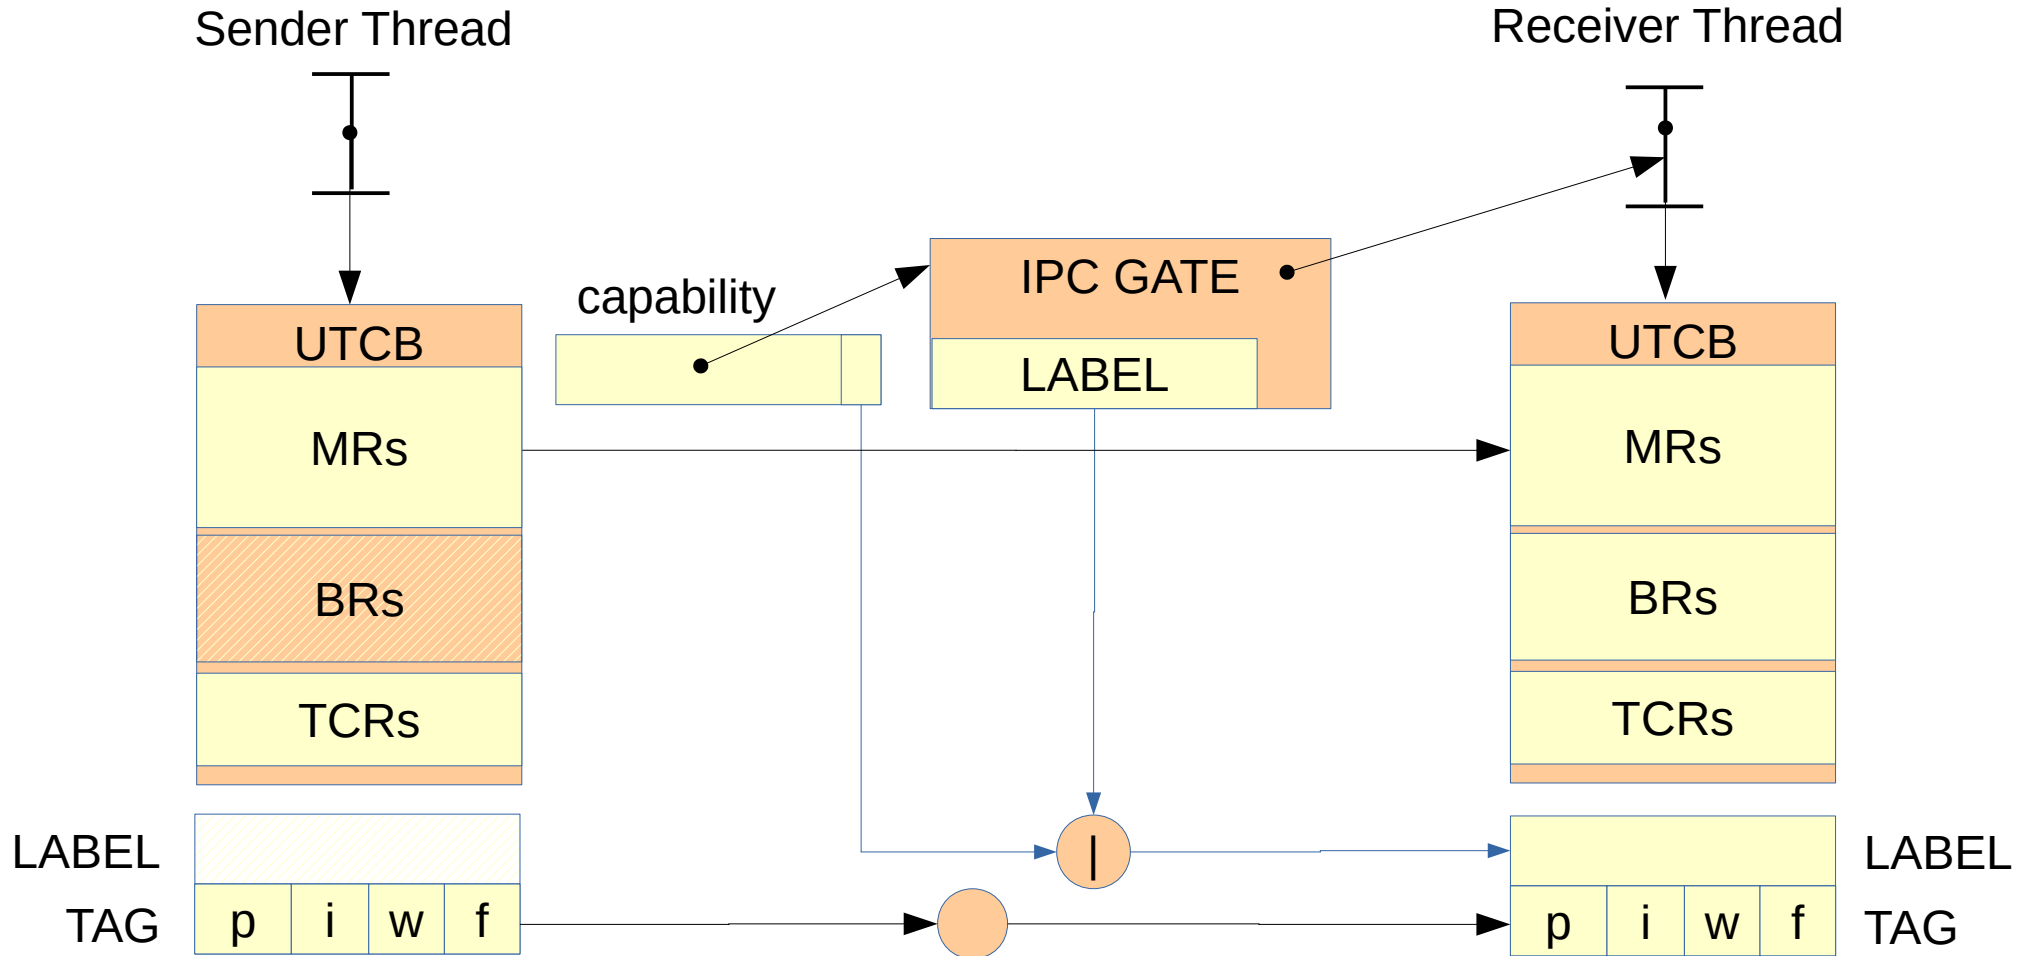 Sender Thread
Receiver Thread
capability
IPC GATE
LABEL
UTCB
MRs
BRs
TCRs
UTCB
MRs
BRs
TCRs
LABEL
|
LABEL
TAG
p i w f
p i w f
TAG